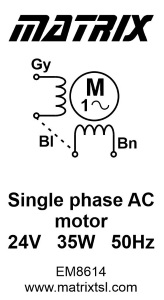 MATRIX
Gy
M
1~
Bl
Bn
Single phase AC
motor
24V 35W 50Hz
EM8614
www.matrixtsl.com